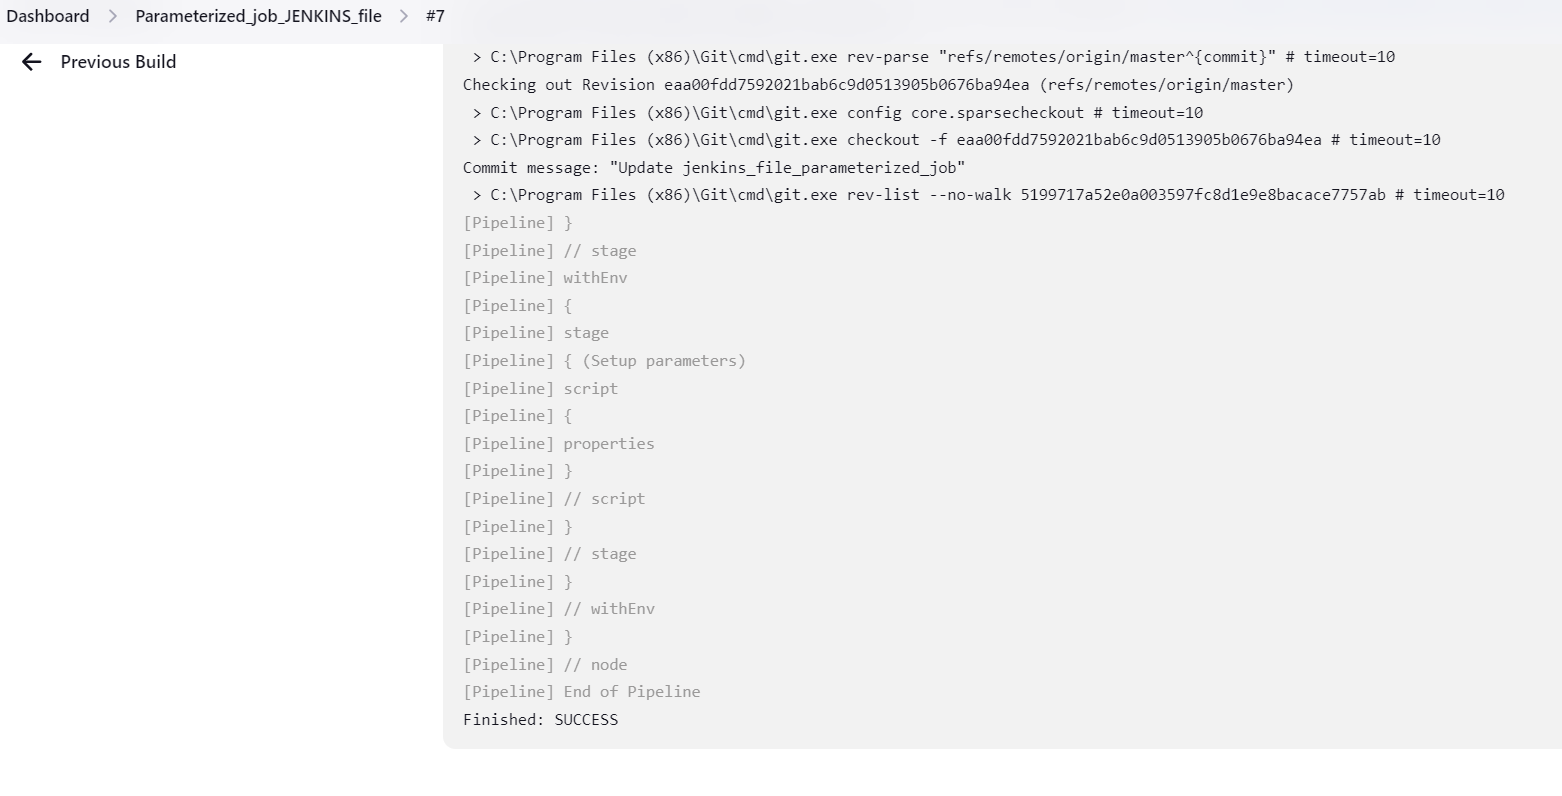 Dashboard > Parameterized_job_JENKINS_file > #7
Previous Build
> C:\Program Files (x86)\Git\cmd\git.exe rev-parse "refs/remotes/origin/master^{commit}" # timeout=10
Checking out Revision eaa00fdd7592021bab6c9d0513905b0676ba94ea (refs/remotes/origin/master)
> C:\Program Files (x86)\Git\cmd\git.exe config core.sparsecheckout # timeout=10
> C:\Program Files (x86)\Git\cmd\git.exe checkout -f eaa00fdd7592021bab6c9d0513905b0676ba94ea # timeout=10
Commit message: "Update jenkins_file_parameterized_job"
> C:\Program Files (x86)\Git\cmd\git.exe rev-list --no-walk 5199717a52e0a003597fc8d1e9e8bacace7757ab # timeout=10
[Pipeline] }
[Pipeline] // stage
[Pipeline] withEnv
[Pipeline] {
[Pipeline] stage
[Pipeline] { (Setup parameters)
[Pipeline] script
[Pipeline] {
[Pipeline] properties
[Pipeline] }
[Pipeline] // script
[Pipeline] }
[Pipeline] // stage
[Pipeline] }
[Pipeline] // withEnv
[Pipeline] }
[Pipeline] // node
[Pipeline] End of Pipeline
Finished: SUCCESS